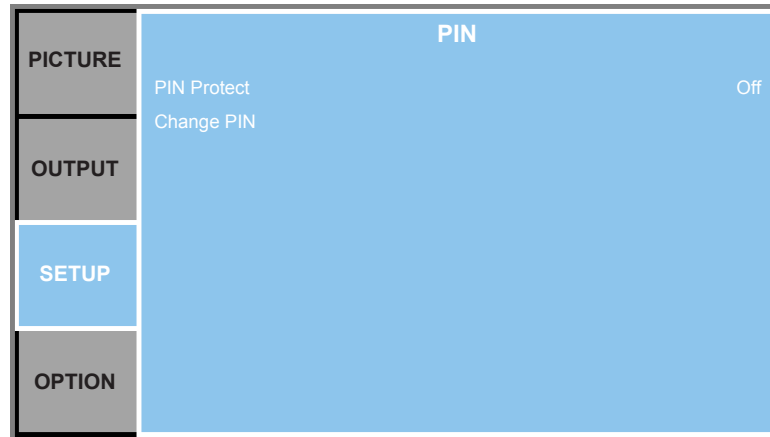 PICTURE
OUTPUT
SETUP
OPTION
PIN
PIN Protect Off
Change PIN